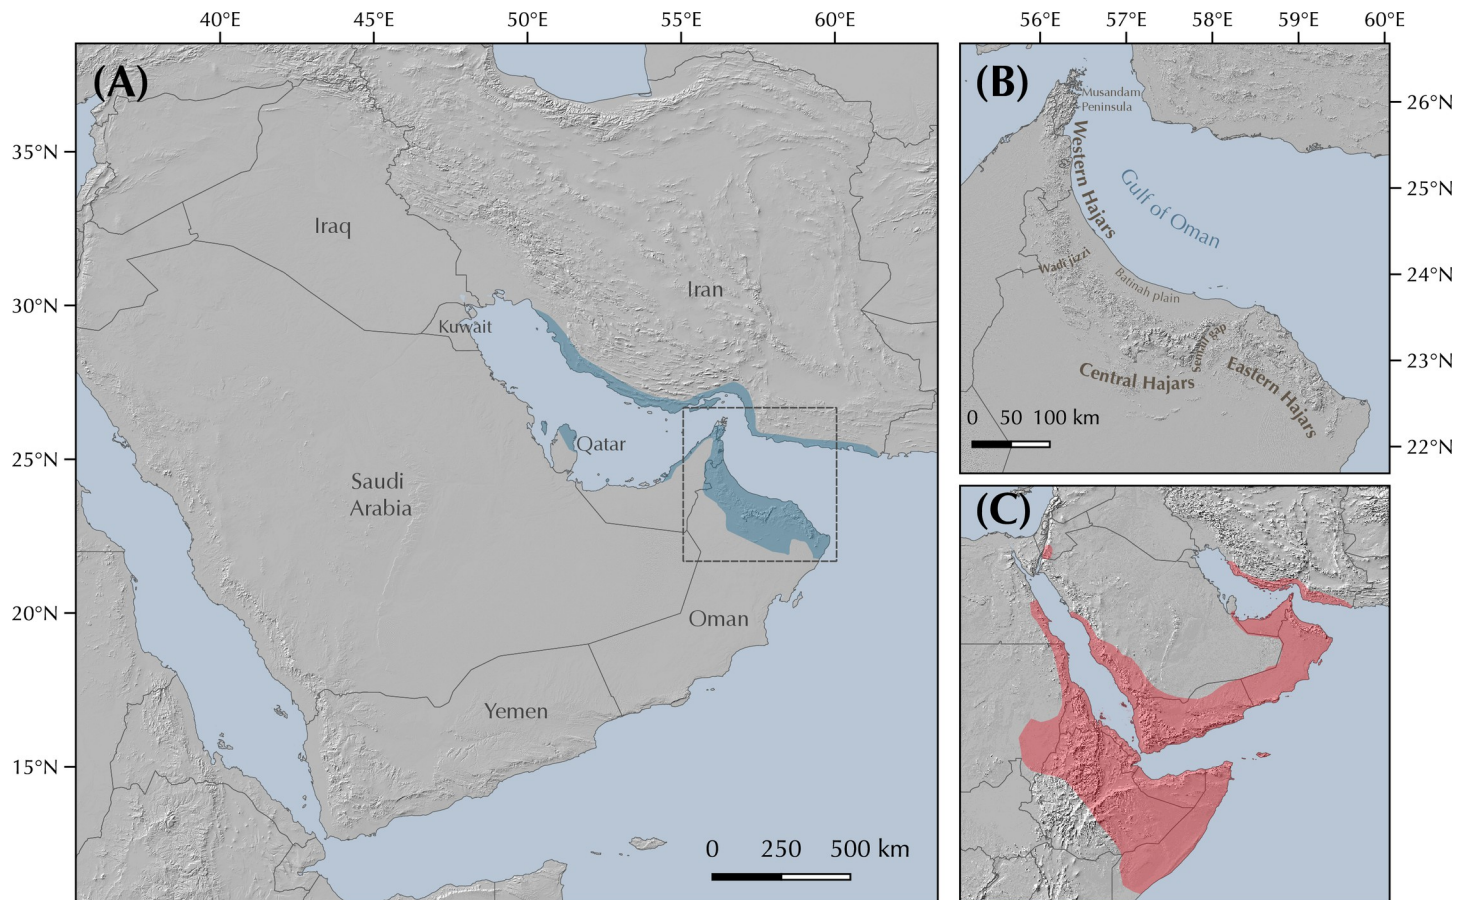 40°E 45°E 50°E 55°E 60°E
(A)
35°N
30°N
25°N
20°N
15°N
Iraq
Iran
Kuwait
Qatar
Saudi
Arabia
Oman
Yemen
0 250 500 km
56°E 57°E 58°E 59°E 60°E
(B)
Musandam
Peninsula
Western Hajars
Gulf of Oman
Wadi Jizzi
Batinah plain
Semail gap
Central Hajars
Eastern Hajars
0 50 100 km
26°N
25°N
24°N
23°N
22°N
(C)